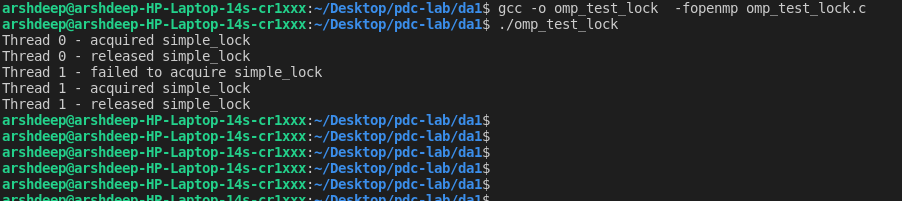 arshdeep@arshdeep-HP-Laptop-14s-cr1xxx:~/Desktop/pdc-lab/da1$ gcc -o omp_test_lock  -fopenmp omp_test_lock.c
arshdeep@arshdeep-HP-Laptop-14s-cr1xxx:~/Desktop/pdc-lab/da1$ ./omp_test_lock
Thread 0 - acquired simple_lock
Thread 0 - released simple_lock
Thread 1 - failed to acquire simple_lock
Thread 1 - acquired simple_lock
Thread 1 - released simple_lock
arshdeep@arshdeep-HP-Laptop-14s-cr1xxx:~/Desktop/pdc-lab/da1$
arshdeep@arshdeep-HP-Laptop-14s-cr1xxx:~/Desktop/pdc-lab/da1$
arshdeep@arshdeep-HP-Laptop-14s-cr1xxx:~/Desktop/pdc-lab/da1$
arshdeep@arshdeep-HP-Laptop-14s-cr1xxx:~/Desktop/pdc-lab/da1$
arshdeep@arshdeep-HP-Laptop-14s-cr1xxx:~/Desktop/pdc-lab/da1$
arshdeep@arshdeep-HP-Laptop-14s-cr1xxx:~/Desktop/pdc-lab/da1$